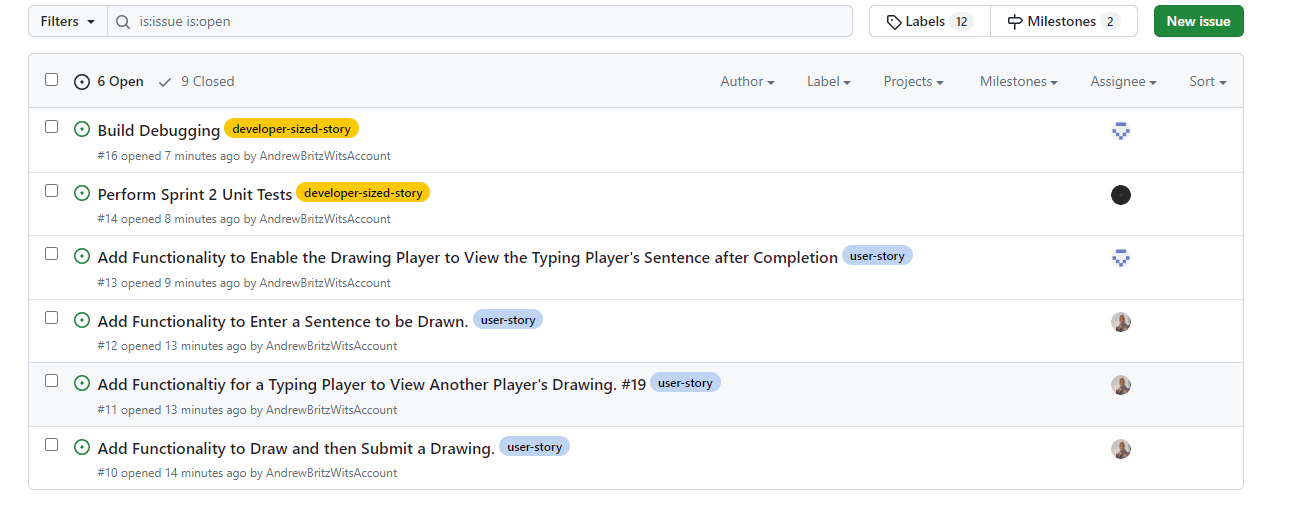 Filters is:issue is:open Labels 12 Milestones 2 New issue
6 Open 9 Closed Author Label Projects Milestones Assignee Sort
Build Debugging developer-sized-story
#16 opened 7 minutes ago by AndrewBritzWitsAccount
Perform Sprint 2 Unit Tests developer-sized-story
#14 opened 8 minutes ago by AndrewBritzWitsAccount
Add Functionality to Enable the Drawing Player to View the Typing Player's Sentence after Completion user-story
#13 opened 9 minutes ago by AndrewBritzWitsAccount
Add Functionality to Enter a Sentence to be Drawn. user-story
#12 opened 13 minutes ago by AndrewBritzWitsAccount
Add Functionaltiy for a Typing Player to View Another Player's Drawing. #19 user-story
#11 opened 13 minutes ago by AndrewBritzWitsAccount
Add Functionality to Draw and then Submit a Drawing. user-story
#10 opened 14 minutes ago by AndrewBritzWitsAccount